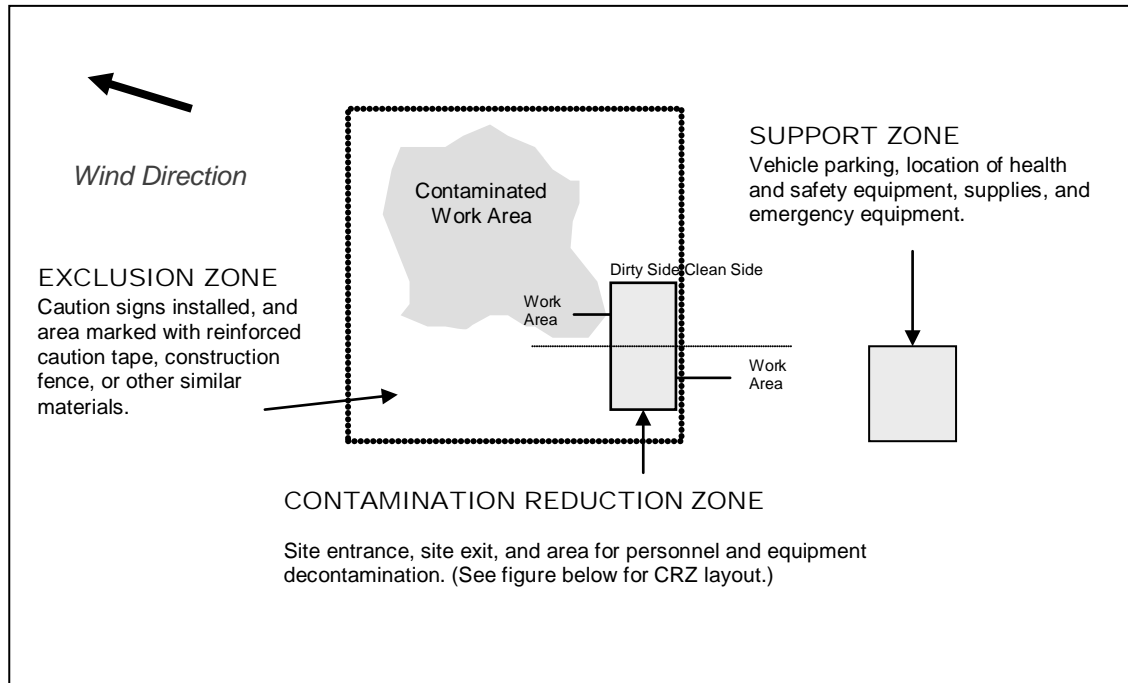 Wind Direction
EXCLUSION ZONE
Caution signs installed, and
area marked with reinforced
caution tape, construction
fence, or other similar
materials.
Contaminated
Work Area
Dirty Side Clean Side
Work
Area
Work
Area
SUPPORT ZONE
Vehicle parking, location of health
and safety equipment, supplies, and
emergency equipment.
CONTAMINATION REDUCTION ZONE
Site entrance, site exit, and area for personnel and equipment
decontamination. (See figure below for CRZ layout.)